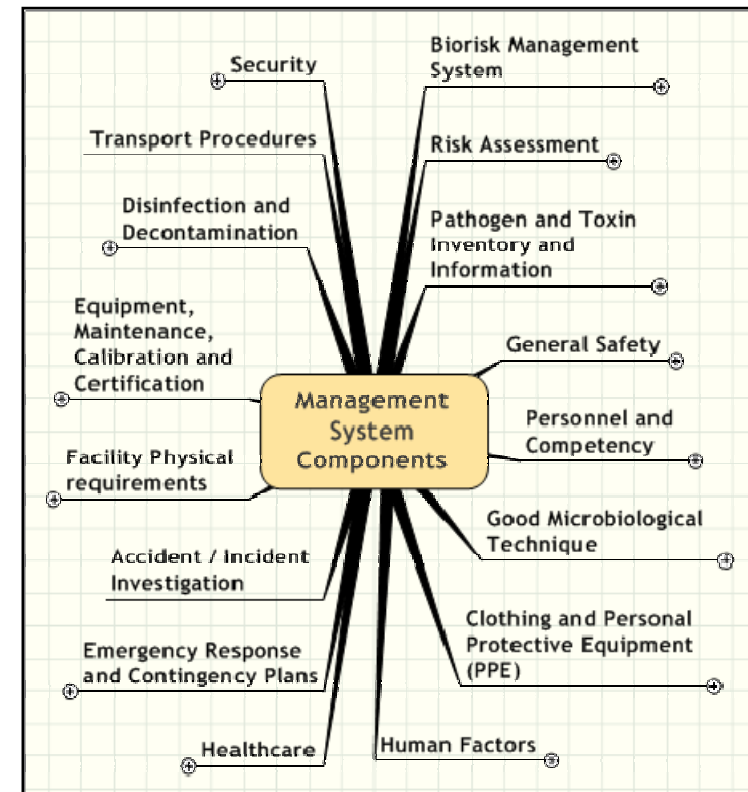 Security
Transport Procedures
Disinfection and
Decontamination
Equipment,
Maintenance,
Calibration and
Certification
Facility Physical
requirements
Accident / Incident
Investigation
Emergency Response
and Contingency Plans
Healthcare
Management
System
Components
Biorisk Management
System
Risk Assessment
Pathogen and Toxin
Inventory and
Information
General Safety
Personnel and
Competency
Good Microbiological
Technique
Clothing and Personal
Protective Equipment
(PPE)
Human Factors